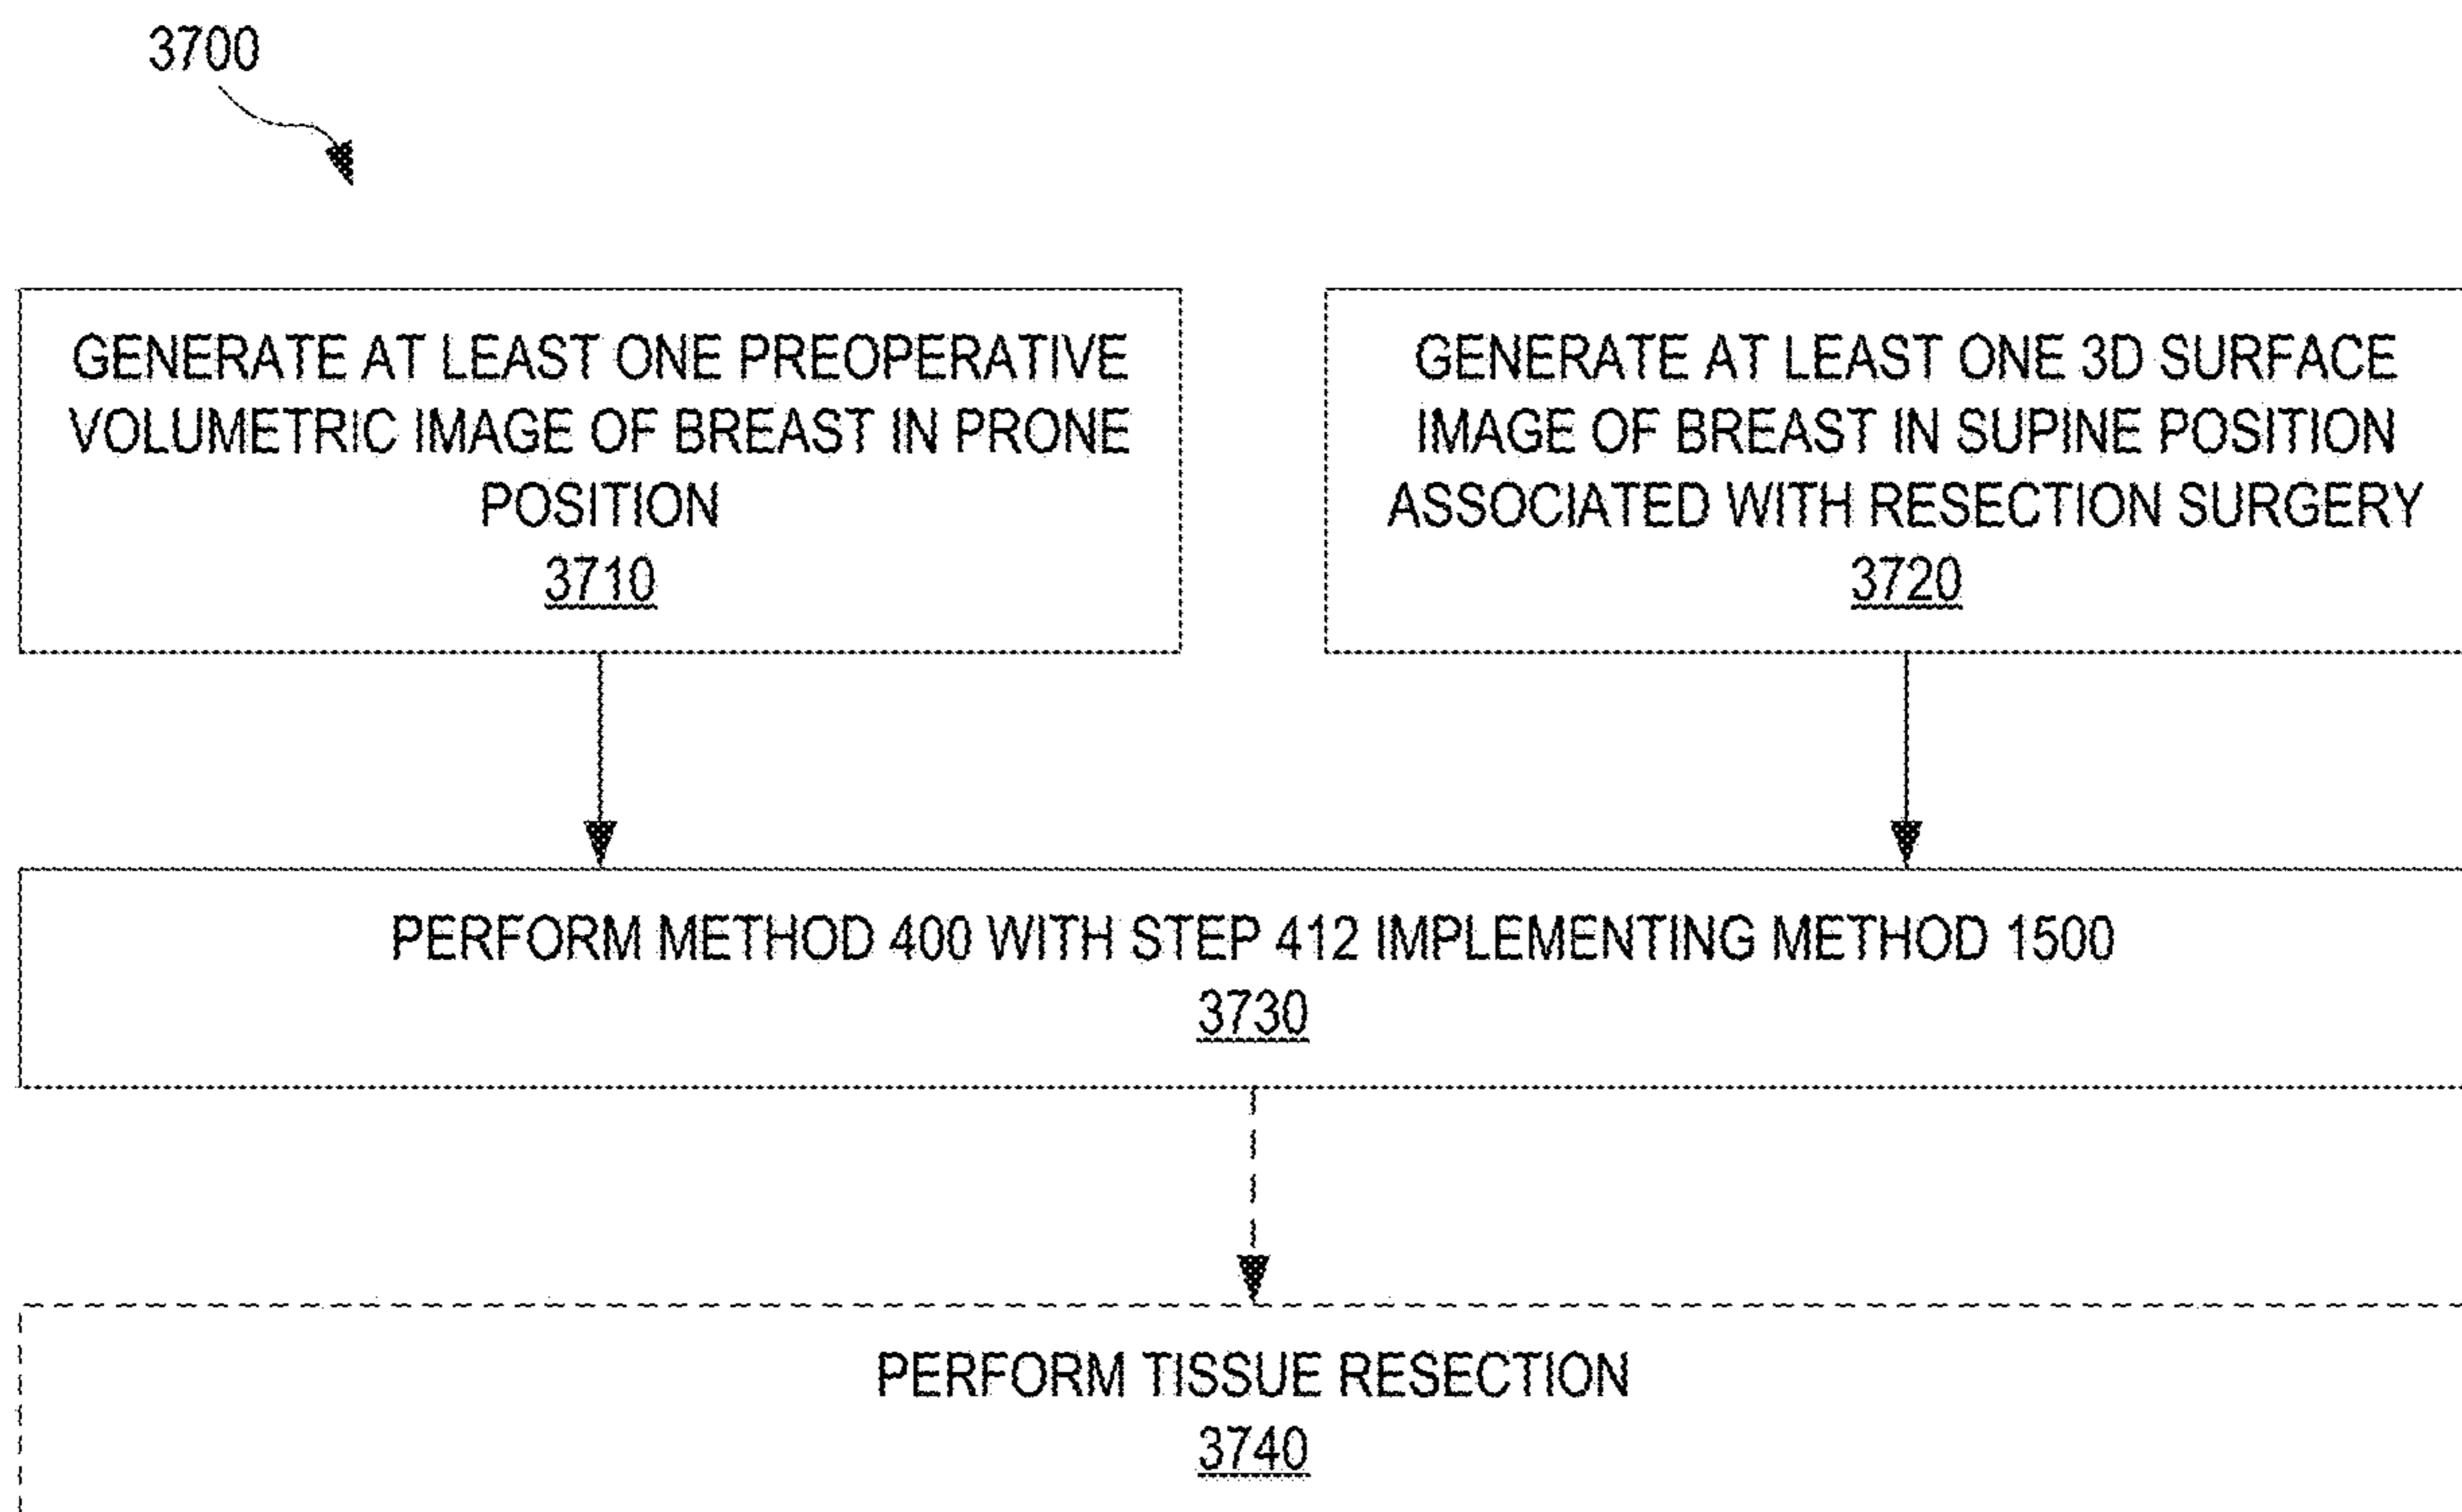 3700
GENERATE AT LEAST ONE PREOPERATIVE
VOLUMETRIC IMAGE OF BREAST IN PRONE
POSITION
3710
GENERATE AT LEAST ONE 3D SURFACE
IMAGE OF BREAST IN SUPINE POSITION
ASSOCIATED WITH RESECTION SURGERY
3720
PERFORM METHOD 400 WITH STEP 412 IMPLEMENTING METHOD 1500
3730
PERFORM TISSUE RESECTION
3740